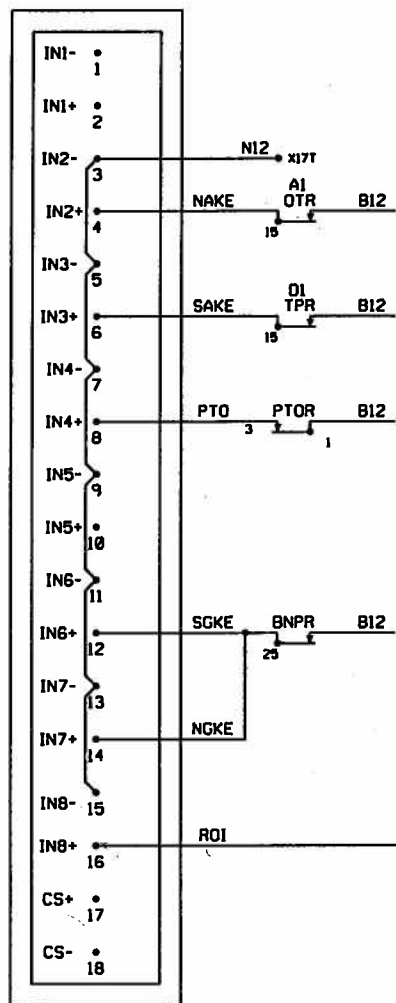 IN1-
1
IN1+
2
IN2- N12 X17T
3
A1
IN2+ NAKE OTR B12
4 15
IN3-
5
D1
IN3+ SAKE TPR B12
6 15
IN4-
7
IN4+ PTO PTOR B12
8 3 1
IN5-
9
IN5+
10
IN6-
11
IN6+ SGKE BNPR B12
12 25
IN7-
13
IN7+ NGKE
14
IN8-
15
IN8+ ROI
16
CS+
17
CS-
18